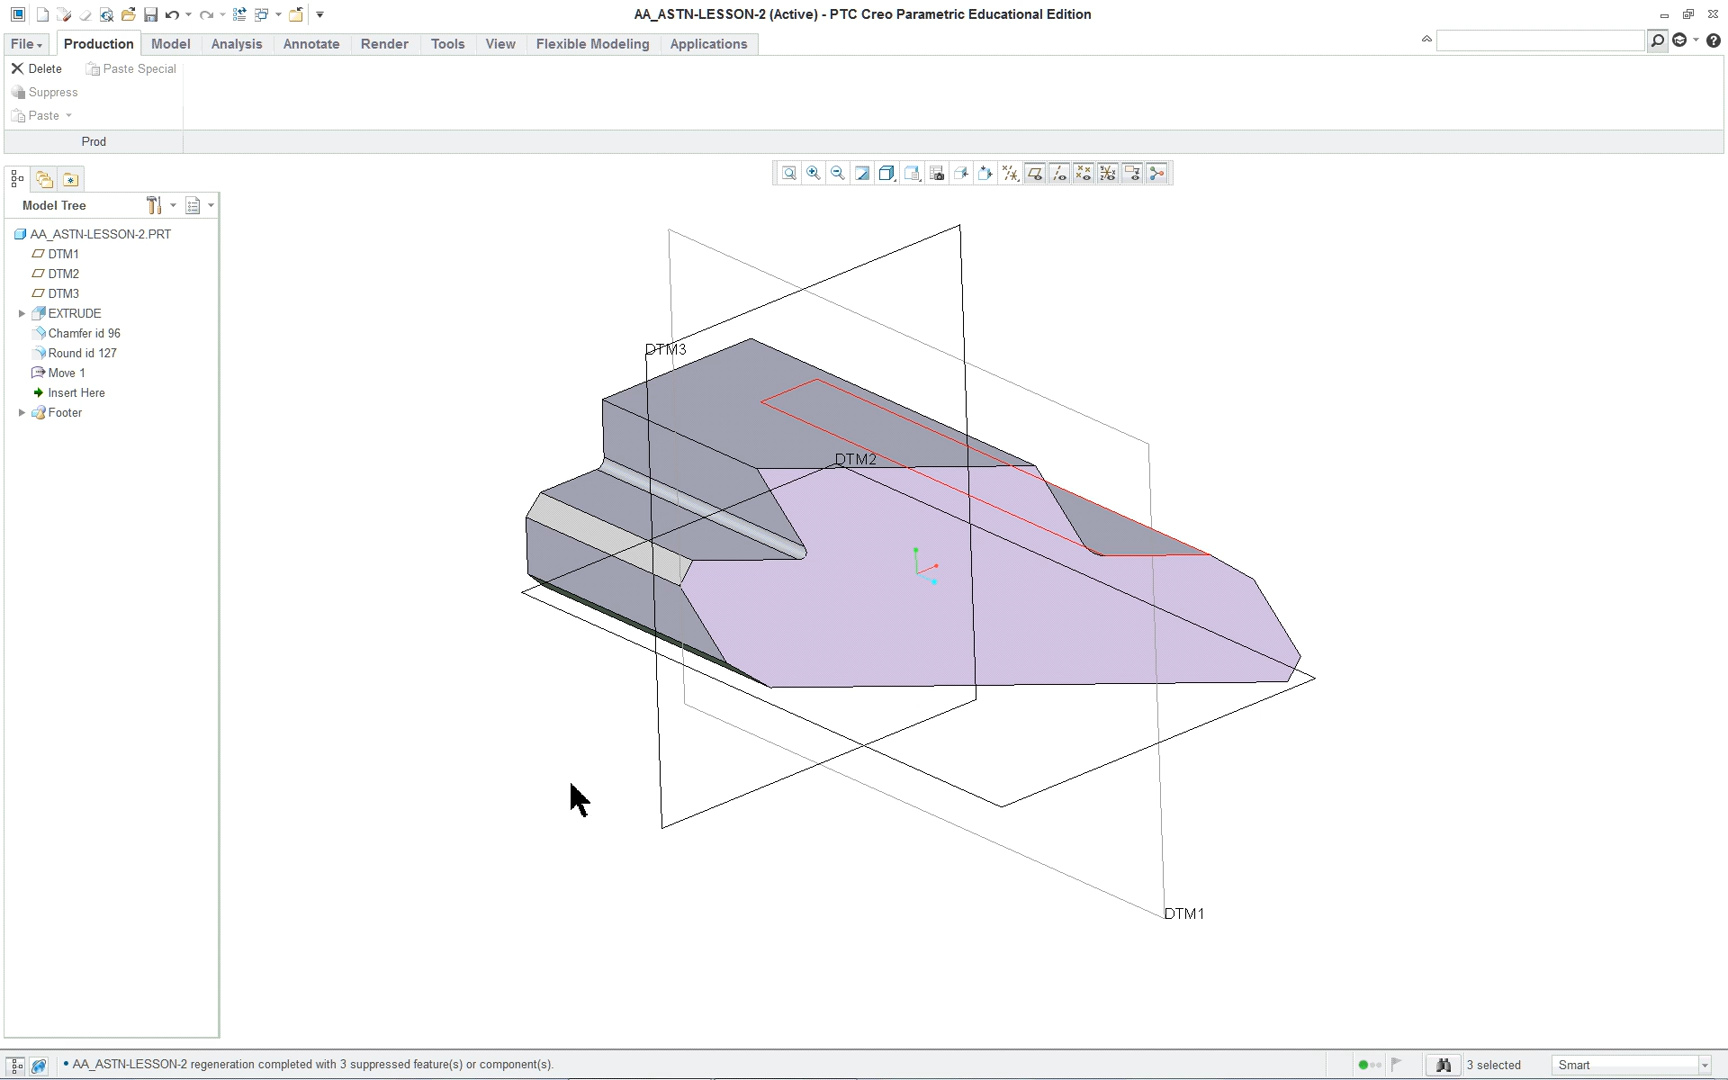 AA_ASTN-LESSON-2 (Active) - PTC Creo Parametric Educational Edition
File Production Model Analysis Annotate Render Tools View Flexible Modeling Applications
Delete Paste Special
Suppress
Paste
Prod
Model Tree
AA_ASTN-LESSON-2.PRT
DTM1
DTM2
DTM3
EXTRUDE
Chamfer id 96
Round id 127
Move 1
Insert Here
Footer
DTM3
DTM2
DTM1
• AA_ASTN-LESSON-2 regeneration completed with 3 suppressed feature(s) or component(s).
3 selected
Smart